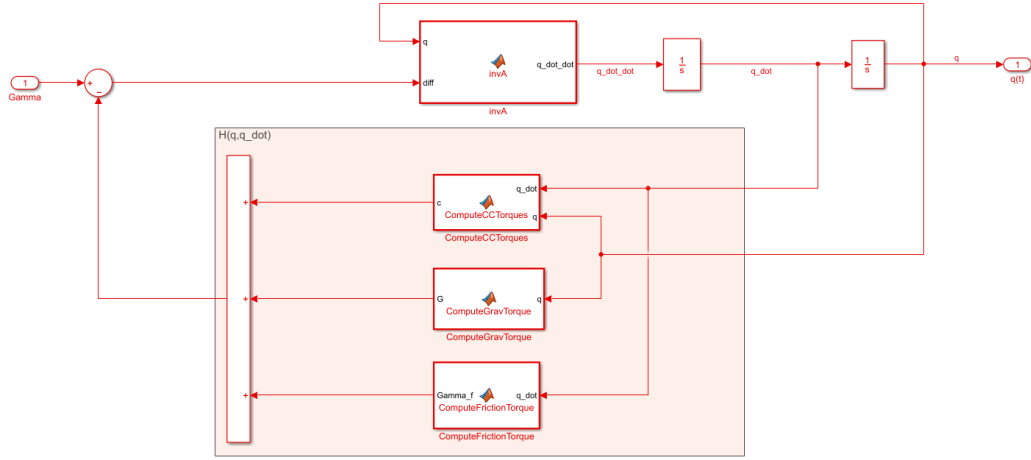 q
invA
q_dot_dot
diff
invA
1
s
q_dot_dot
q_dot
1
s
q
1
q(t)
1
Gamma
+
−
H(q,q_dot)
+
c
ComputeCCTorques
q_dot
q
ComputeCCTorques
+
G
ComputeGravTorque
q
ComputeGravTorque
+
Gamma_f
ComputeFrictionTorque
q_dot
ComputeFrictionTorque